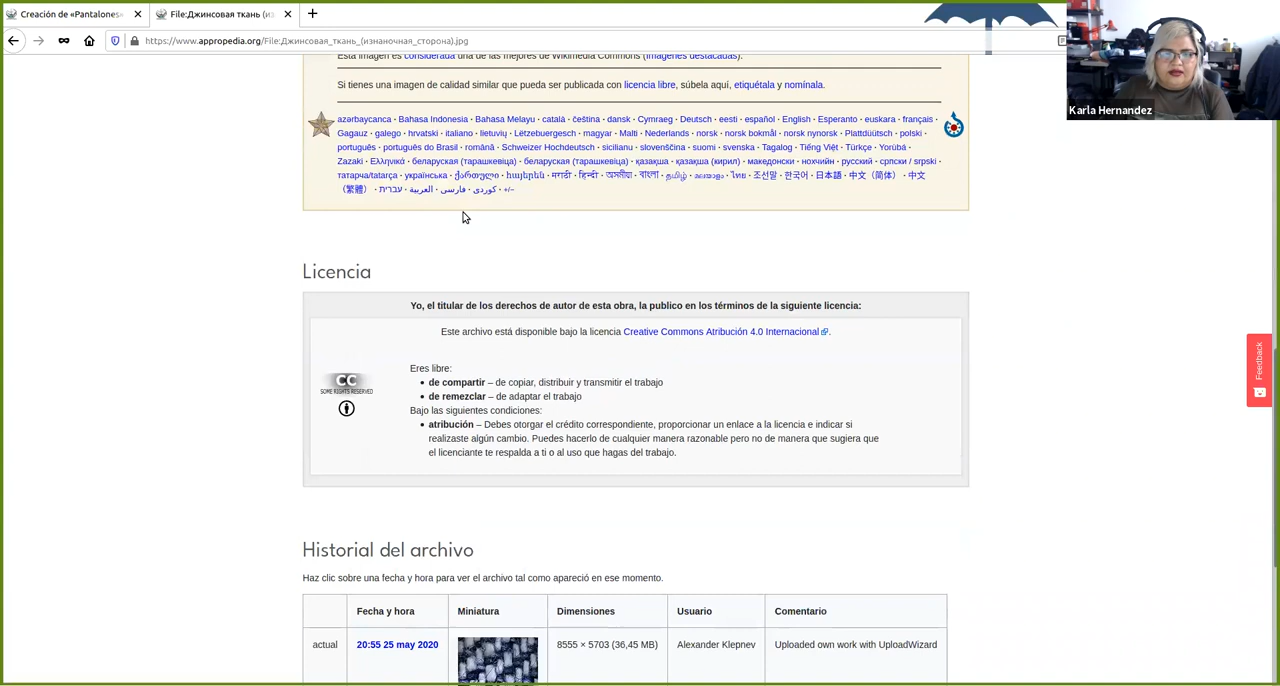 Creación de «Pantalones»
File:Джинсовая ткань (из
https://www.appropedia.org/File:Джинсовая_ткань_(изнаночная_сторона).jpg
Karla Hernandez
Esta imagen es considerada una de las mejores de Wikimedia Commons (imágenes destacadas).
Si tienes una imagen de calidad similar que pueda ser publicada con licencia libre, súbela aquí, etiquétala y nomínala.
azərbaycanca · Bahasa Indonesia · Bahasa Melayu · català · čeština · dansk · Cymraeg · Deutsch · eesti · español · English · Esperanto · euskara · français ·
Gagauz · galego · hrvatski · italiano · lietuvių · Lëtzebuergesch · magyar · Malti · Nederlands · norsk · norsk bokmål · norsk nynorsk · Plattdüütsch · polski ·
português · português do Brasil · română · Schweizer Hochdeutsch · sicilianu · slovenščina · suomi · svenska · Tagalog · Tiếng Việt · Türkçe · Yorùbá ·
Zazaki · Ελληνικά · беларуская (тарашкевіца) · беларуская (тарашкевіца) · қазақша · қазақша (кирил) · македонски · нохчийн · русский · српски / srpski ·
татарча/tatarça · українська · ქართული · հայերեն · मराठी · हिन्दी · অসমীয়া · বাংলা · தமிழ் · മലയാളം · ไทย · 조선말 · 한국어 · 日本語 · 中文（简体） · 中文
（繁體） · עברית · العربية · فارسی · کوردی · +/−
Licencia
Yo, el titular de los derechos de autor de esta obra, la publico en los términos de la siguiente licencia:
Este archivo está disponible bajo la licencia Creative Commons Atribución 4.0 Internacional.
CC
SOME RIGHTS RESERVED
Eres libre:
• de compartir – de copiar, distribuir y transmitir el trabajo
• de remezclar – de adaptar el trabajo
Bajo las siguientes condiciones:
• atribución – Debes otorgar el crédito correspondiente, proporcionar un enlace a la licencia e indicar si
realizaste algún cambio. Puedes hacerlo de cualquier manera razonable pero no de manera que sugiera que
el licenciante te respalda a ti o al uso que hagas del trabajo.
Feedback
Historial del archivo
Haz clic sobre una fecha y hora para ver el archivo tal como apareció en ese momento.
Fecha y hora Miniatura Dimensiones Usuario Comentario
actual 20:55 25 may 2020 8555 × 5703 (36,45 MB) Alexander Klepnev Uploaded own work with UploadWizard